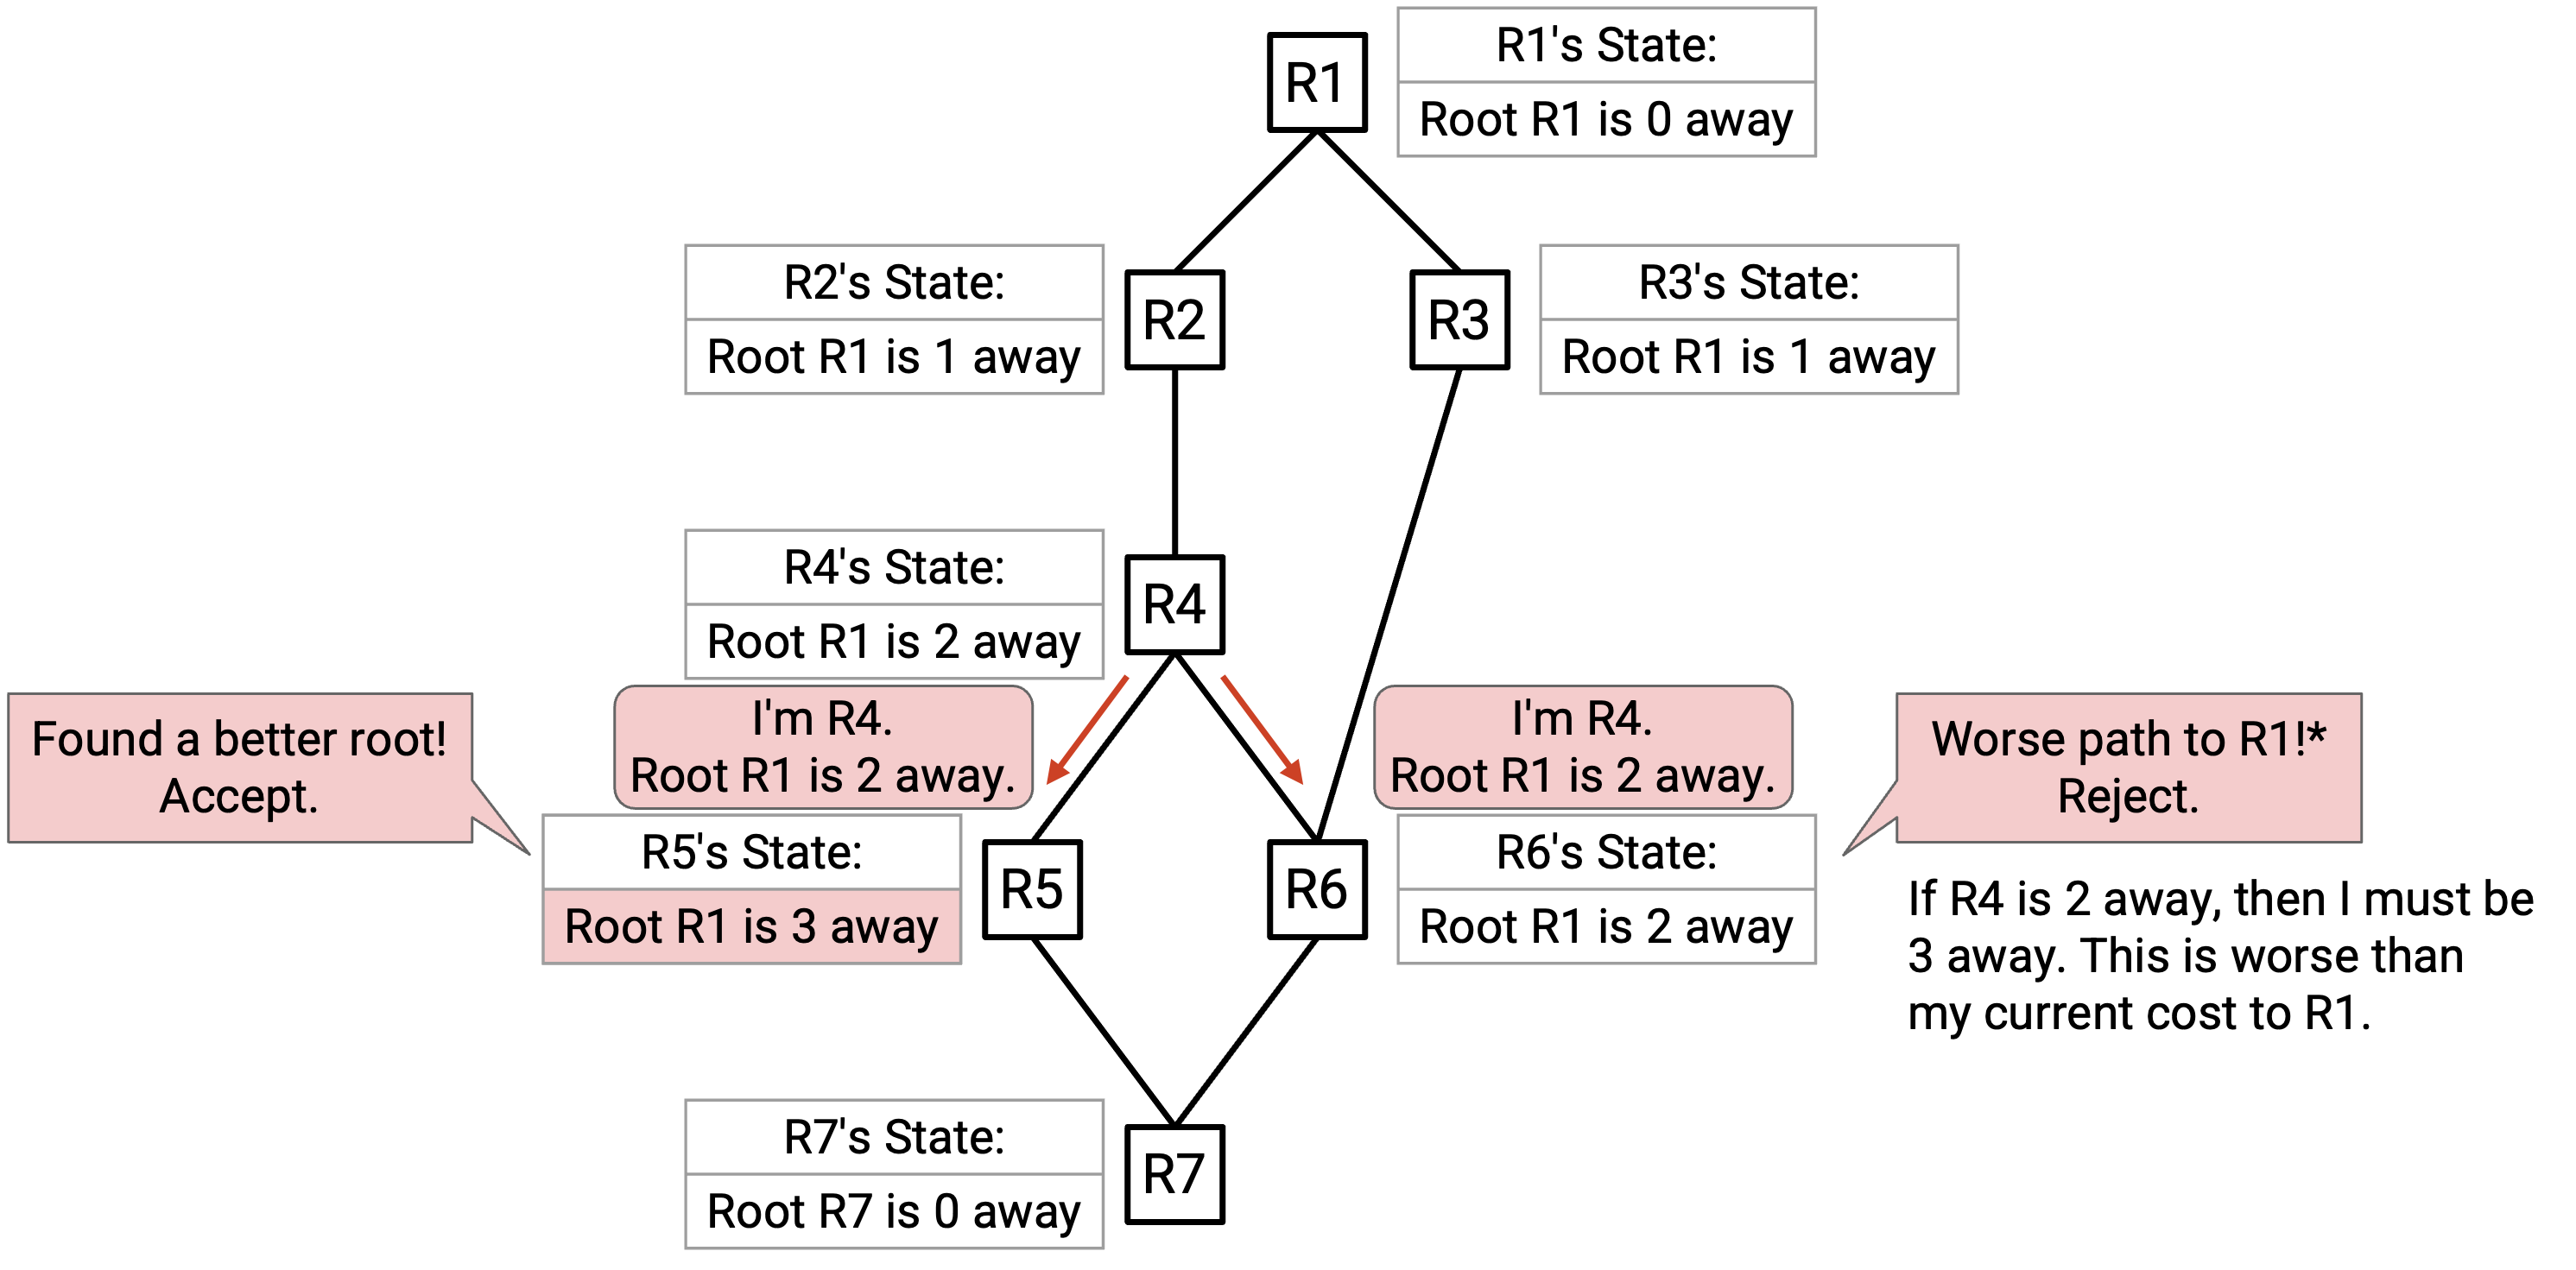 R1
R1's State:
Root R1 is 0 away
R2's State:
Root R1 is 1 away
R2
R3
R3's State:
Root R1 is 1 away
R4's State:
Root R1 is 2 away
R4
Found a better root!
Accept.
I'm R4.
Root R1 is 2 away.
I'm R4.
Root R1 is 2 away.
Worse path to R1!*
Reject.
R5's State:
Root R1 is 3 away
R5
R6
R6's State:
Root R1 is 2 away
If R4 is 2 away, then I must be
3 away. This is worse than
my current cost to R1.
R7's State:
Root R7 is 0 away
R7